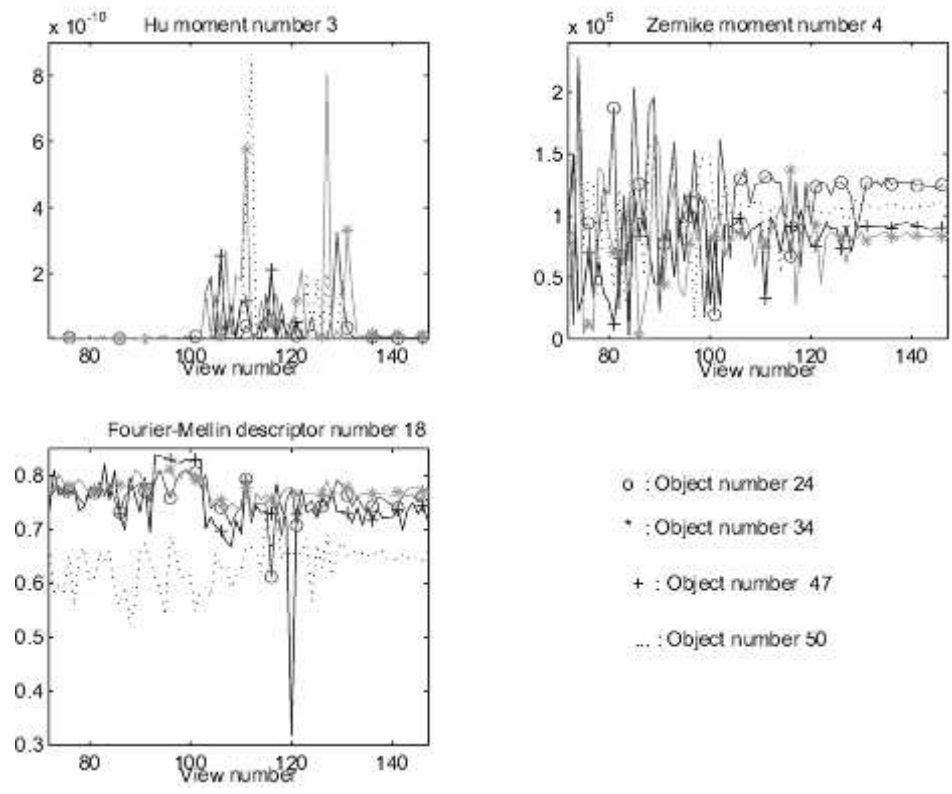 Hu moment number 3
x 10^-10
8
6
4
2
80 100 120 140
View number
Zernike moment number 4
x 10^5
2
1.5
1
0.5
0
80 100 120 140
View number
Fourier-Mellin descriptor number 18
0.8
0.7
0.6
0.5
0.4
0.3
80 100 120 140
View number
o : Object number 24
* : Object number 34
+ : Object number 47
... : Object number 50